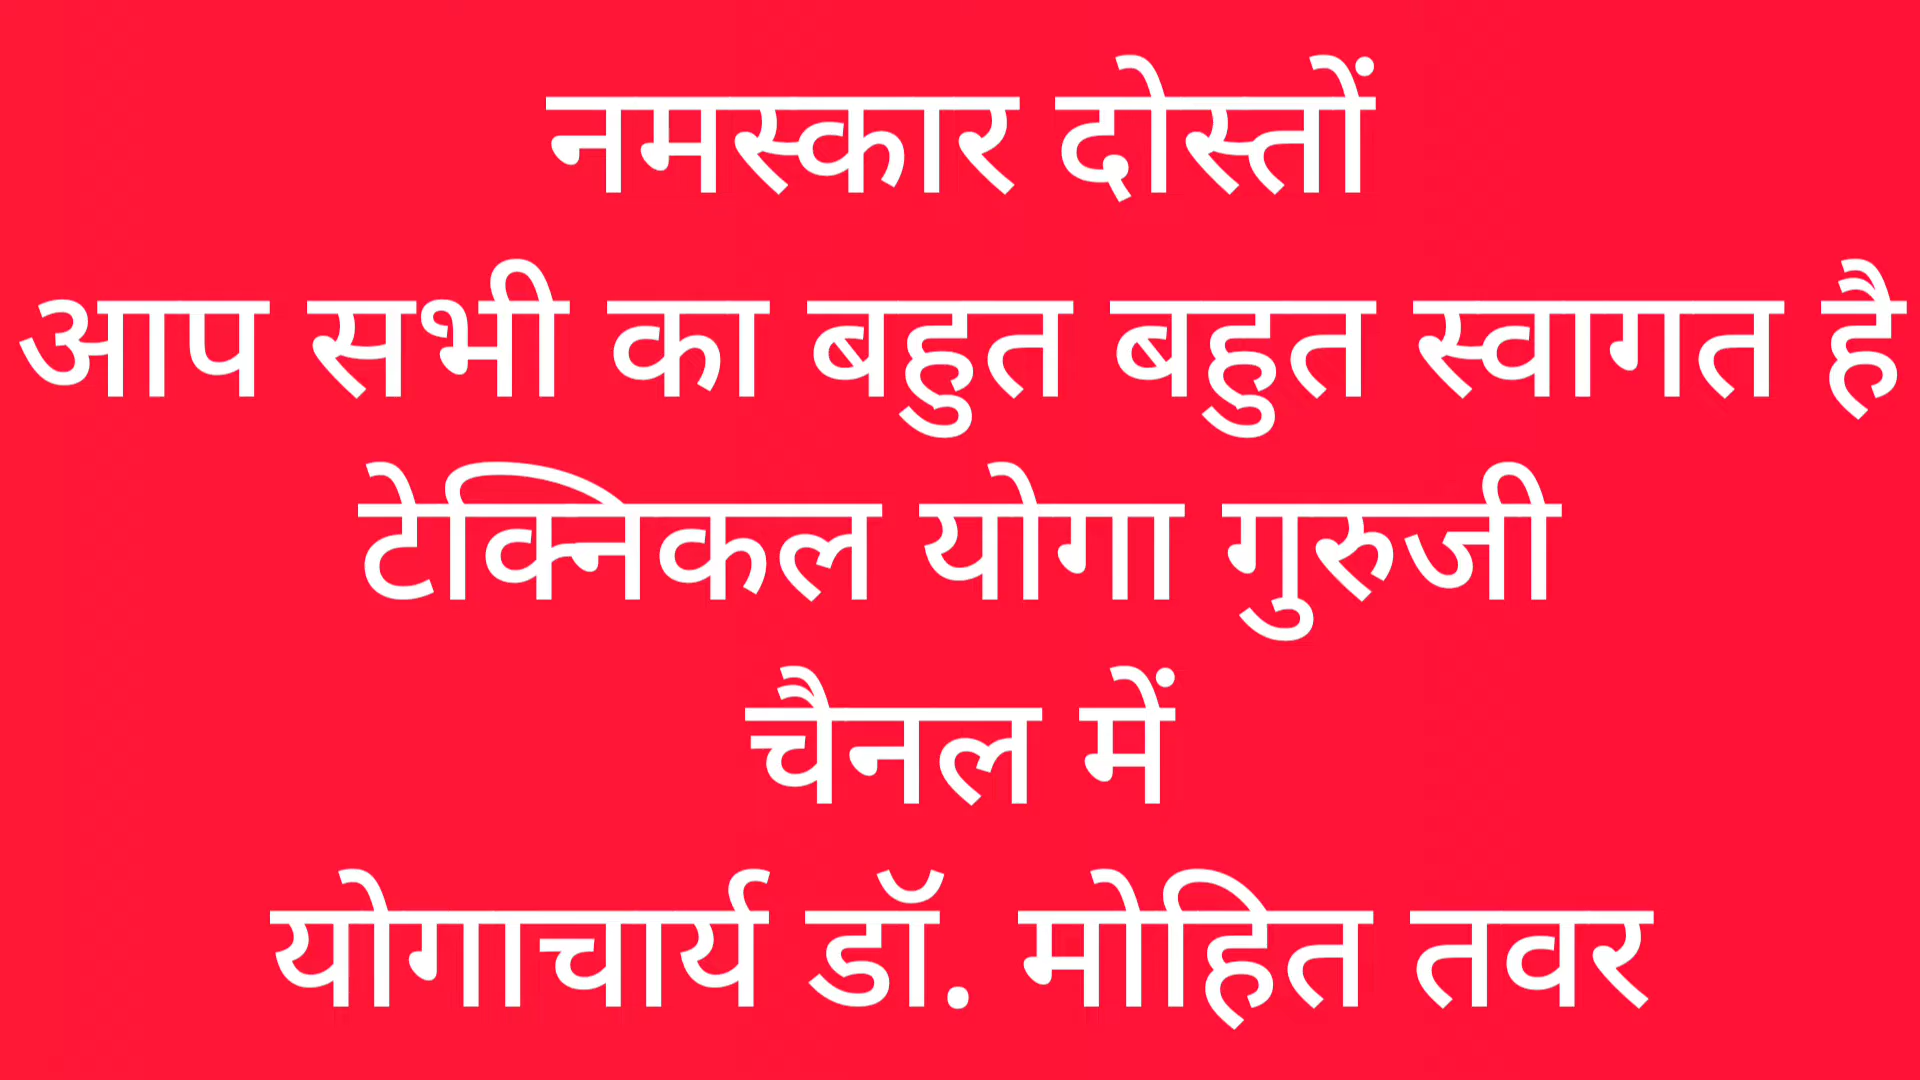 नमस्कार दोस्तों
आप सभी का बहुत बहुत स्वागत है
टेक्निकल योगा गुरुजी
चैनल में
योगाचार्य डॉ. मोहित तवर